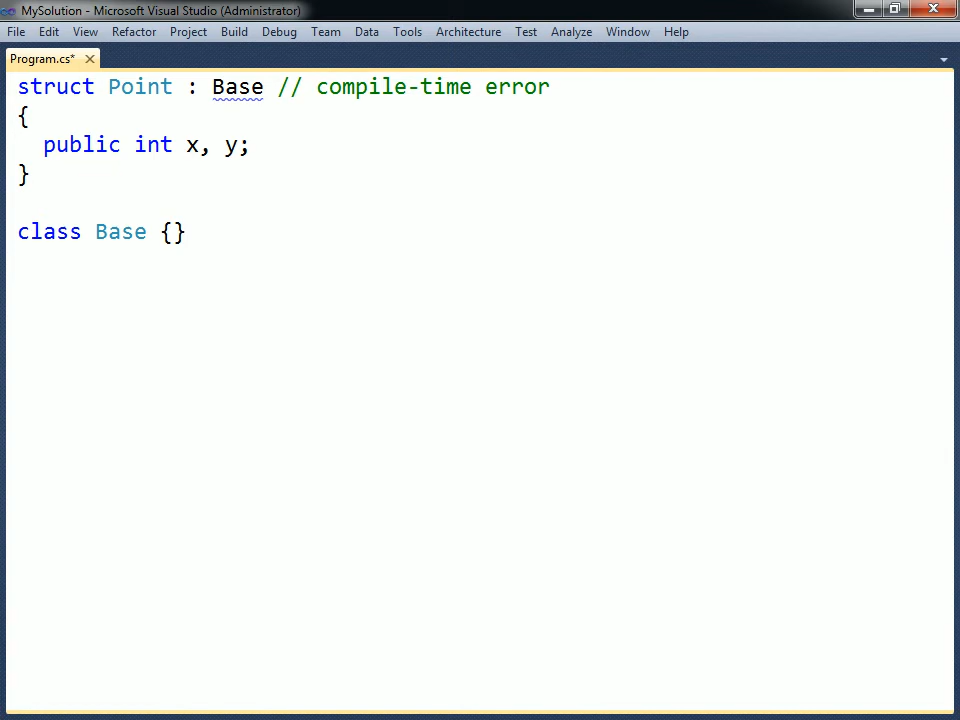 MySolution - Microsoft Visual Studio (Administrator)
File Edit View Refactor Project Build Debug Team Data Tools Architecture Test Analyze Window Help
Program.cs*
struct Point : Base // compile-time error
{
public int x, y;
}
class Base {}